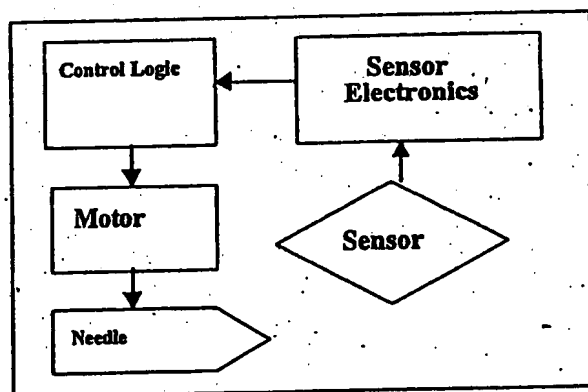 Control Logic
Sensor
Electronics
Motor
Sensor
Needle